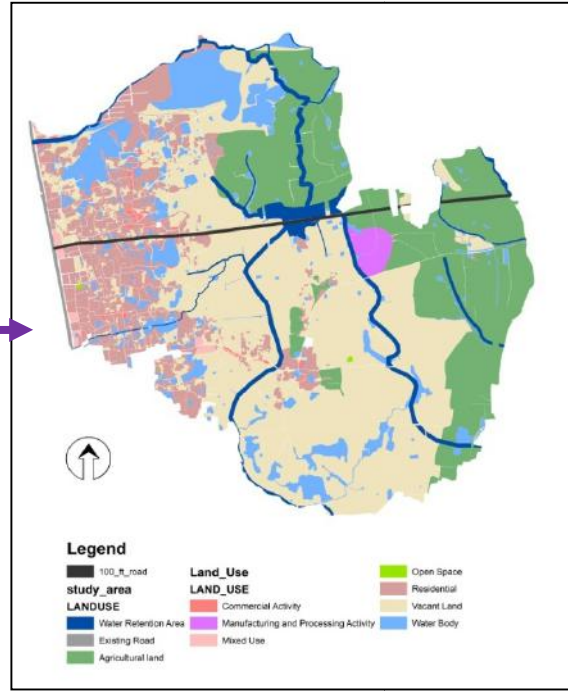 Legend
100_ft_road
study_area
LANDUSE
Water Retention Area
Existing Road
Agricultural land
Land_Use
LAND_USE
Commercial Activity
Manufacturing and Processing Activity
Mixed Use
Open Space
Residential
Vacant Land
Water Body